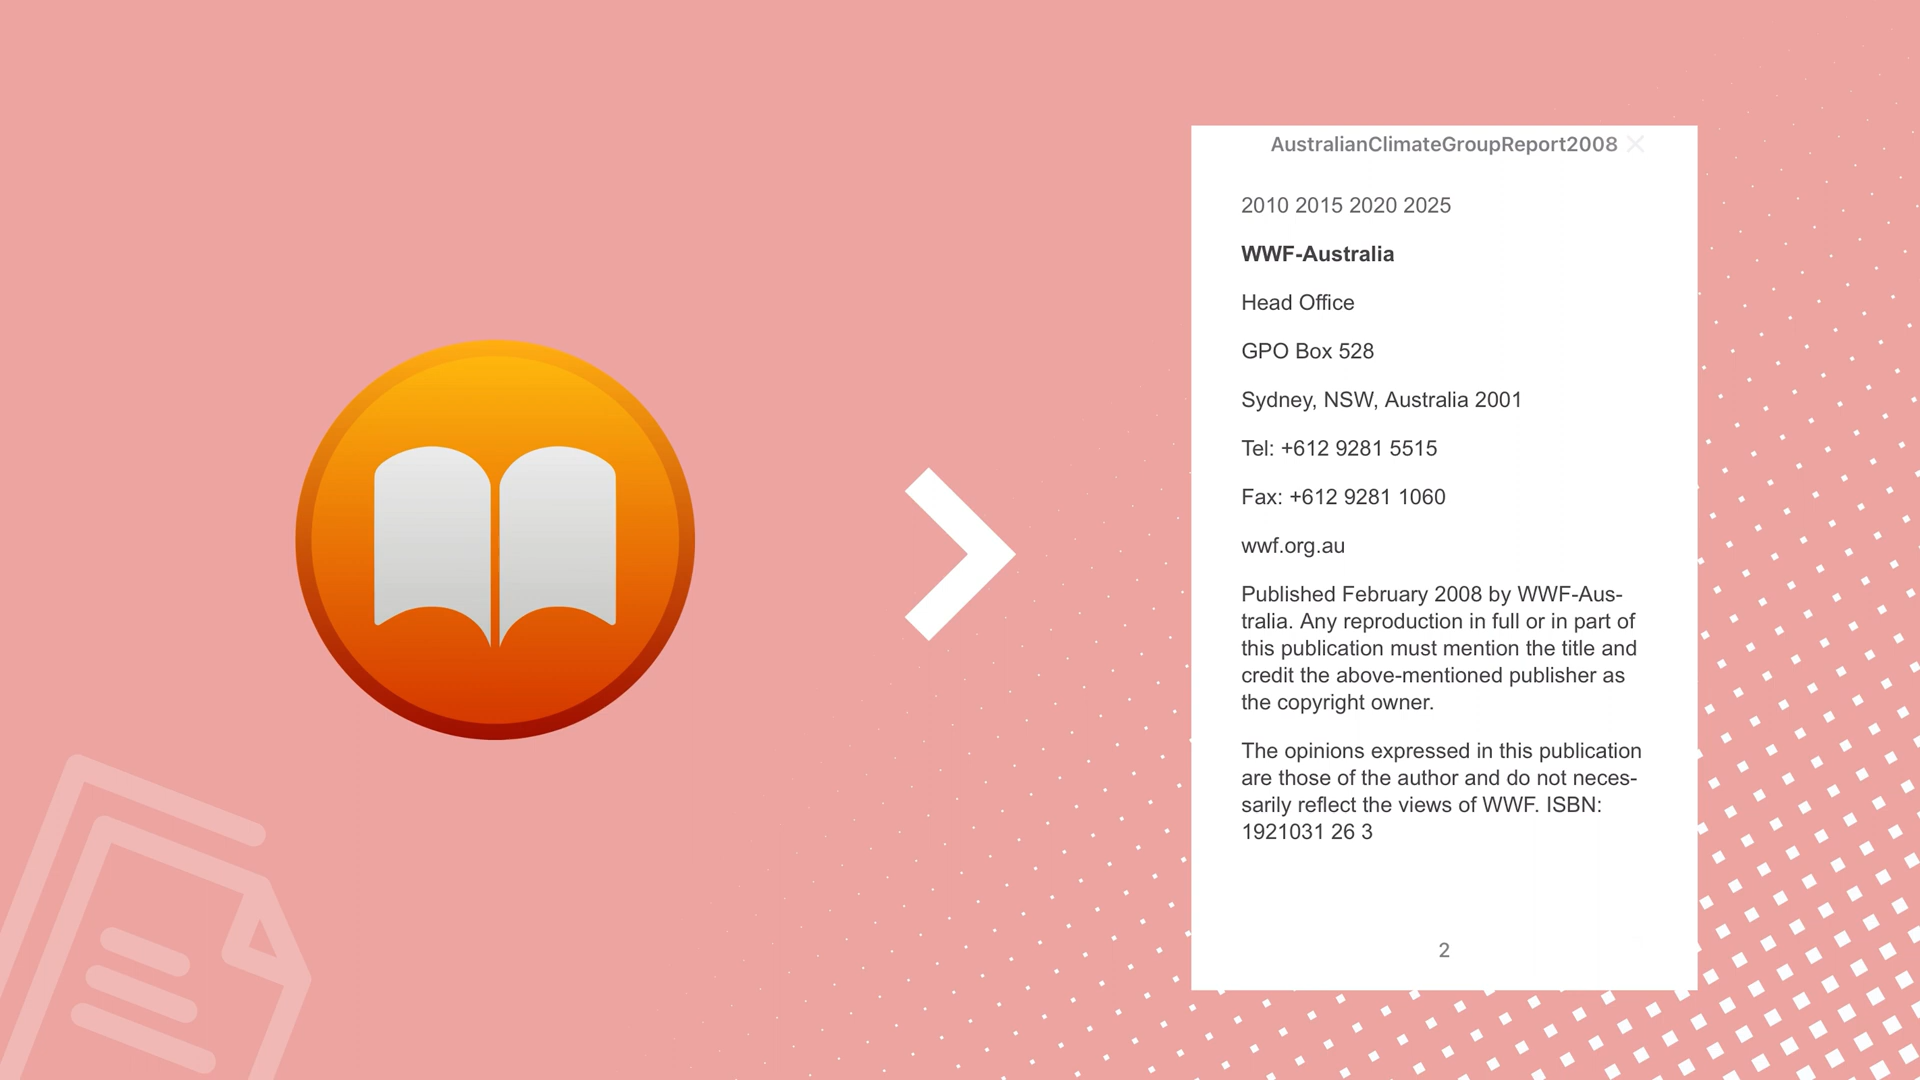 AustralianClimateGroupReport2008
2010 2015 2020 2025
WWF-Australia
Head Office
GPO Box 528
Sydney, NSW, Australia 2001
Tel: +612 9281 5515
Fax: +612 9281 1060
wwf.org.au
Published February 2008 by WWF-Aus-
tralia. Any reproduction in full or in part of
this publication must mention the title and
credit the above-mentioned publisher as
the copyright owner.
The opinions expressed in this publication
are those of the author and do not neces-
sarily reflect the views of WWF. ISBN:
1921031 26 3
2